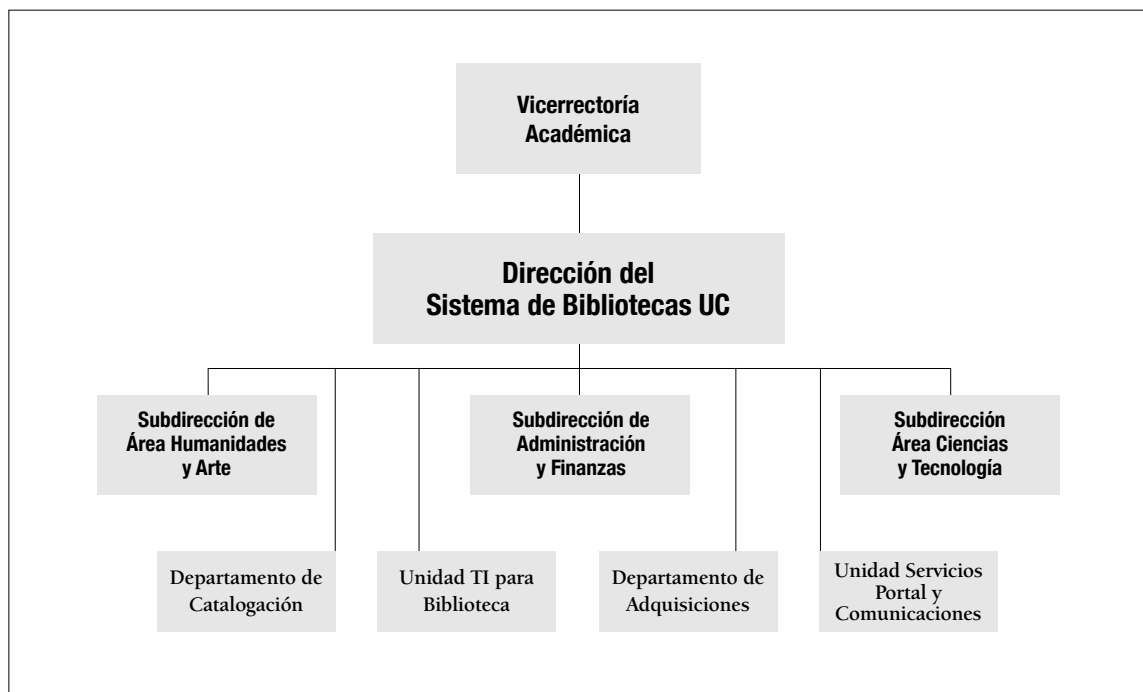 Vicerrectoría
Académica
Dirección del
Sistema de Bibliotecas UC
Subdirección de
Área Humanidades
y Arte
Subdirección de
Administración
y Finanzas
Subdirección
Área Ciencias
y Tecnología
Departamento de
Catalogación
Unidad TI para
Biblioteca
Departamento de
Adquisiciones
Unidad Servicios
Portal y
Comunicaciones